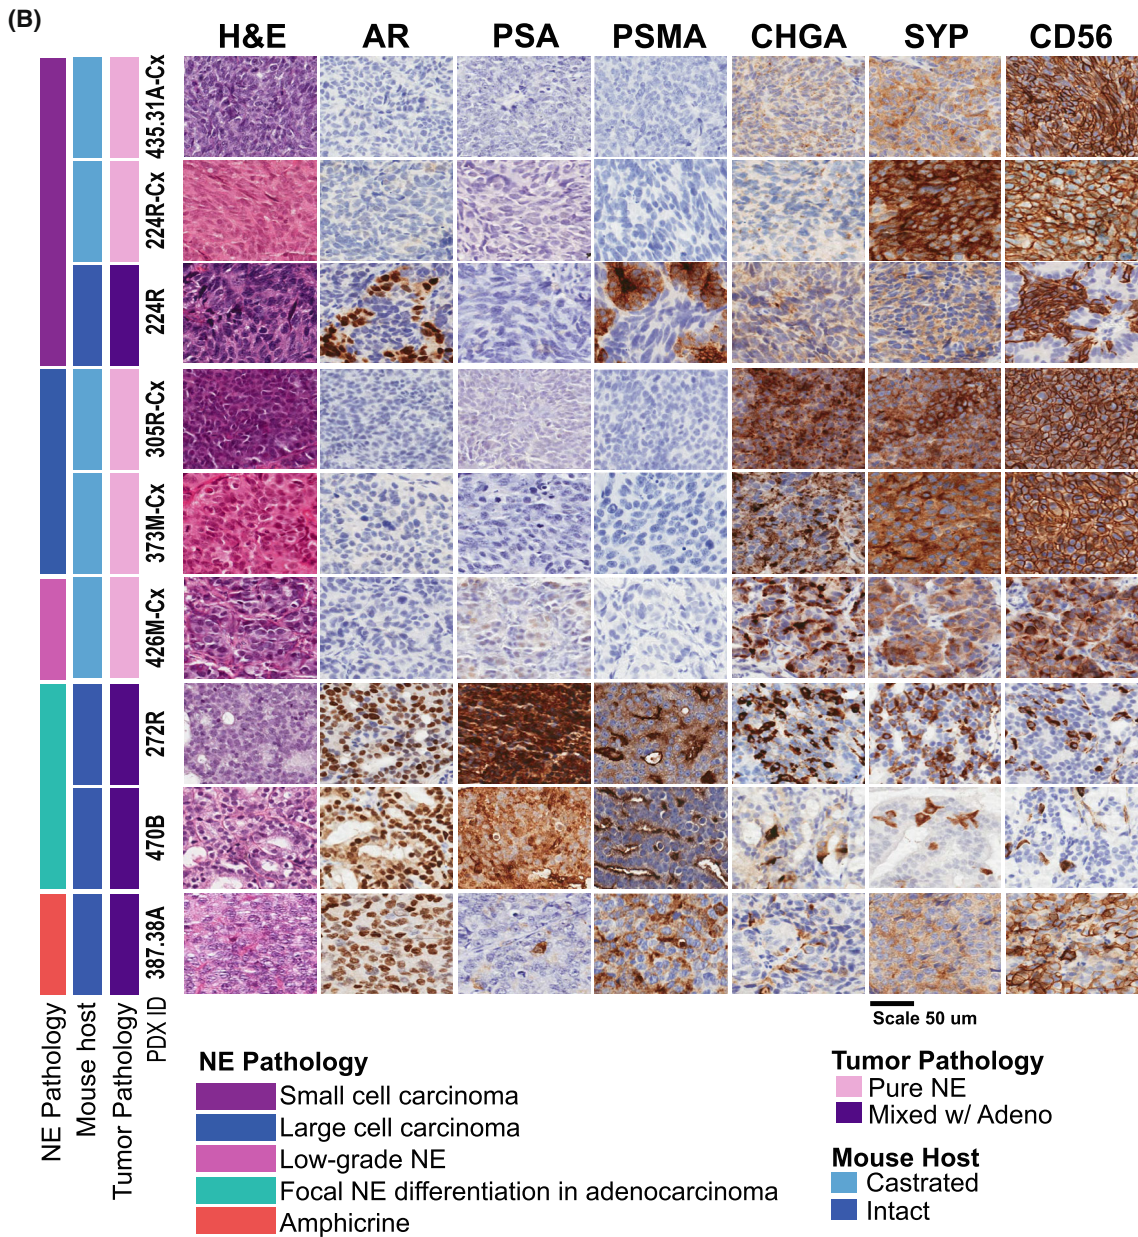 (B)
H&E AR PSA PSMA CHGA SYP CD56
435.31A-Cx
224R-Cx
224R
305R-Cx
373M-Cx
426M-Cx
272R
470B
387.38A
NE Pathology
Mouse host
Tumor Pathology
PDX ID
Scale 50 um
NE Pathology
Small cell carcinoma
Large cell carcinoma
Low-grade NE
Focal NE differentiation in adenocarcinoma
Amphicrine
Tumor Pathology
Pure NE
Mixed w/ Adeno
Mouse Host
Castrated
Intact